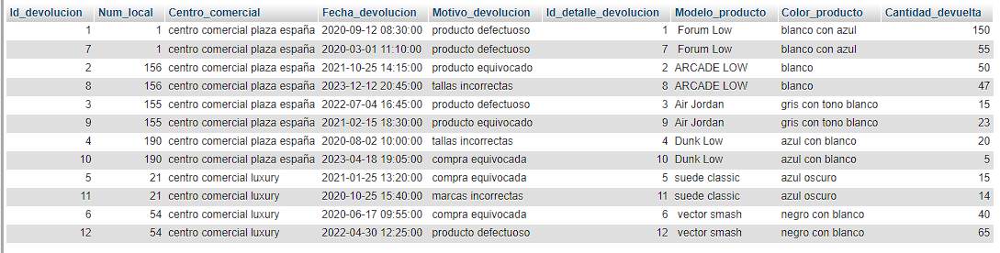 Id_devolucion Num_local Centro_comercial Fecha_devolucion Motivo_devolucion Id_detalle_devolucion Modelo_producto Color_producto Cantidad_devuelta
1 1 centro comercial plaza españa 2020-09-12 08:30:00 producto defectuoso 1 Forum Low blanco con azul 150
7 1 centro comercial plaza españa 2020-03-01 11:10:00 producto defectuoso 7 Forum Low blanco con azul 55
2 156 centro comercial plaza españa 2021-10-25 14:15:00 producto equivocado 2 ARCADE LOW blanco 50
8 156 centro comercial plaza españa 2023-12-12 20:45:00 tallas incorrectas 8 ARCADE LOW blanco 47
3 155 centro comercial plaza españa 2022-07-04 16:45:00 producto defectuoso 3 Air Jordan gris con tono blanco 15
9 155 centro comercial plaza españa 2021-02-15 18:30:00 producto equivocado 9 Air Jordan gris con tono blanco 23
4 190 centro comercial plaza españa 2020-08-02 10:00:00 tallas incorrectas 4 Dunk Low azul con blanco 20
10 190 centro comercial plaza españa 2023-04-18 19:05:00 compra equivocada 10 Dunk Low azul con blanco 5
5 21 centro comercial luxury 2021-01-25 13:20:00 compra equivocada 5 suede classic azul oscuro 15
11 21 centro comercial luxury 2020-10-25 15:40:00 marcas incorrectas 11 suede classic azul oscuro 14
6 54 centro comercial luxury 2020-06-17 09:55:00 compra equivocada 6 vector smash negro con blanco 40
12 54 centro comercial luxury 2022-04-30 12:25:00 producto defectuoso 12 vector smash negro con blanco 65